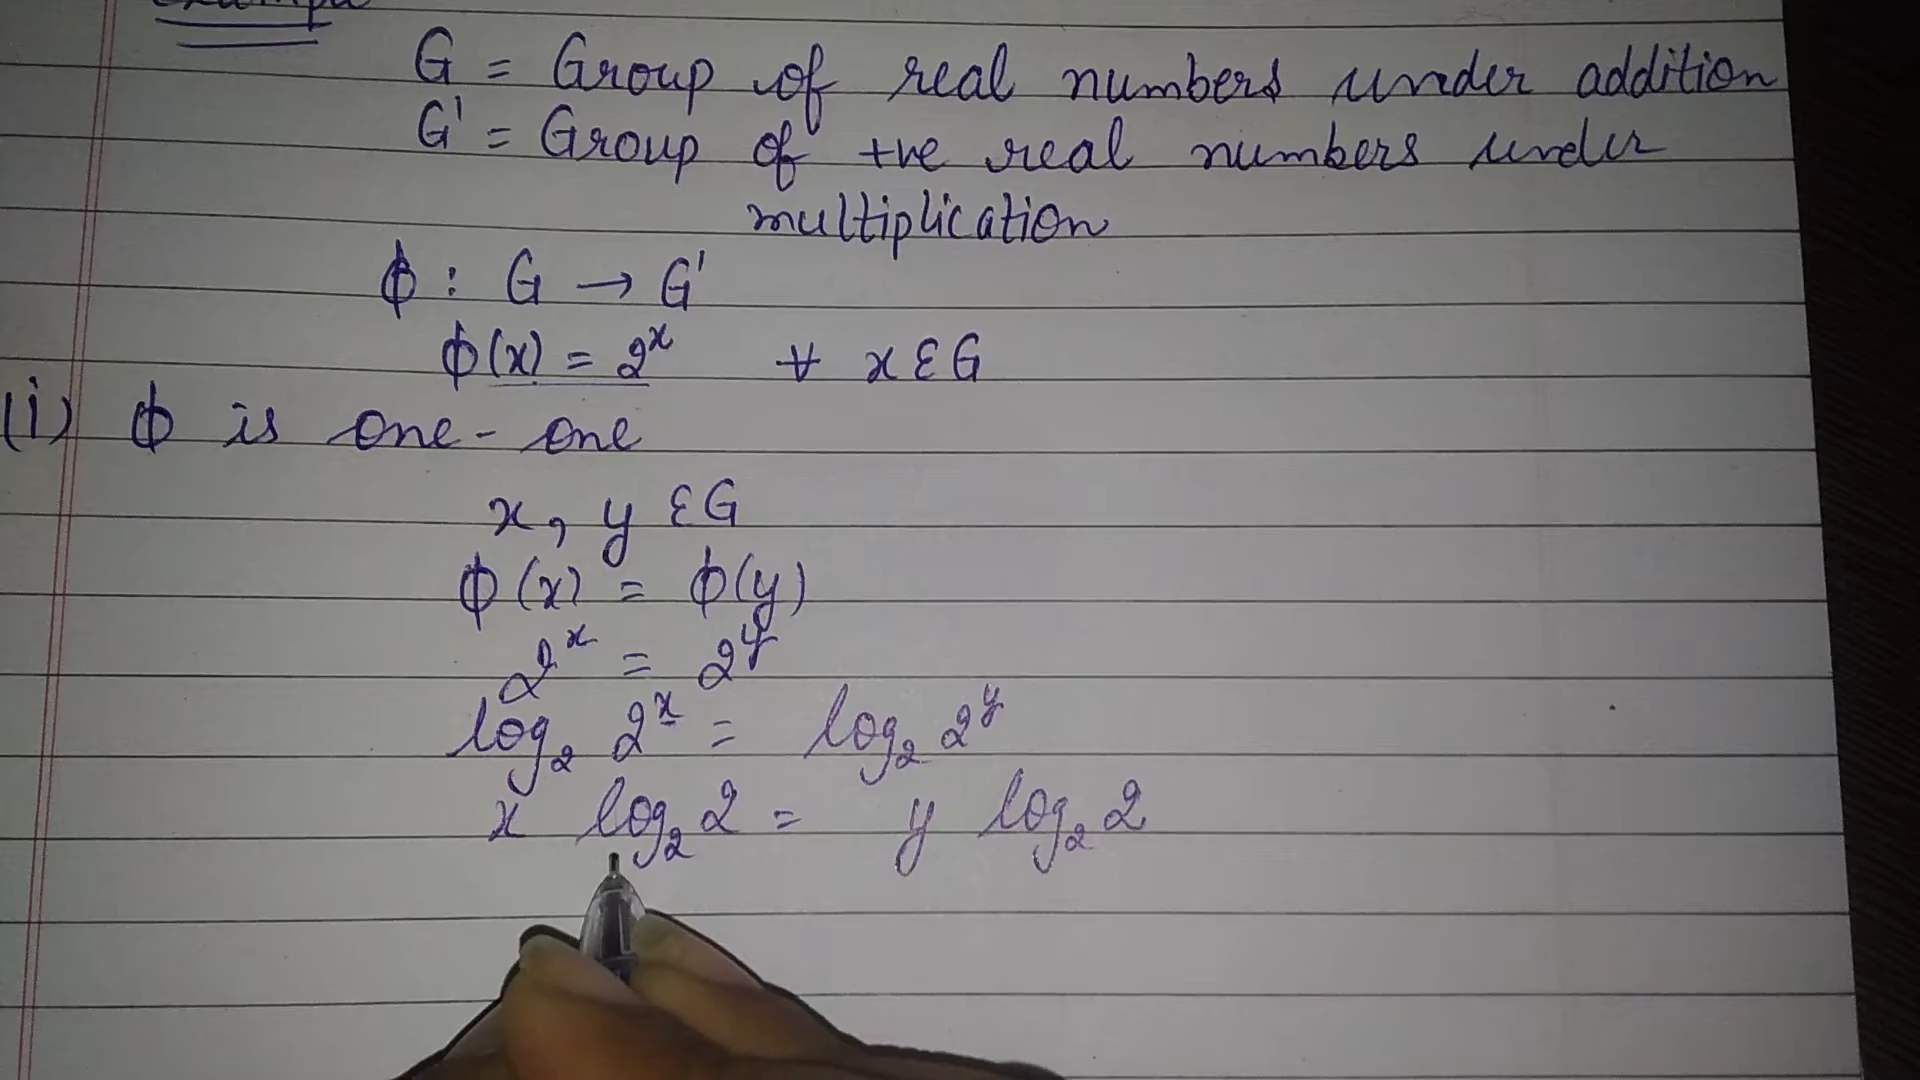 G = Group of real numbers under addition
G' = Group of +ve real numbers under
multiplication
ϕ : G → G'
ϕ(x) = 2^x ∀ x ∈ G
(i) ϕ is one-one
x, y ∈ G
ϕ(x) = ϕ(y)
2^x = 2^y
log₂ 2^x = log₂ 2^y
x log₂ 2 = y log₂ 2